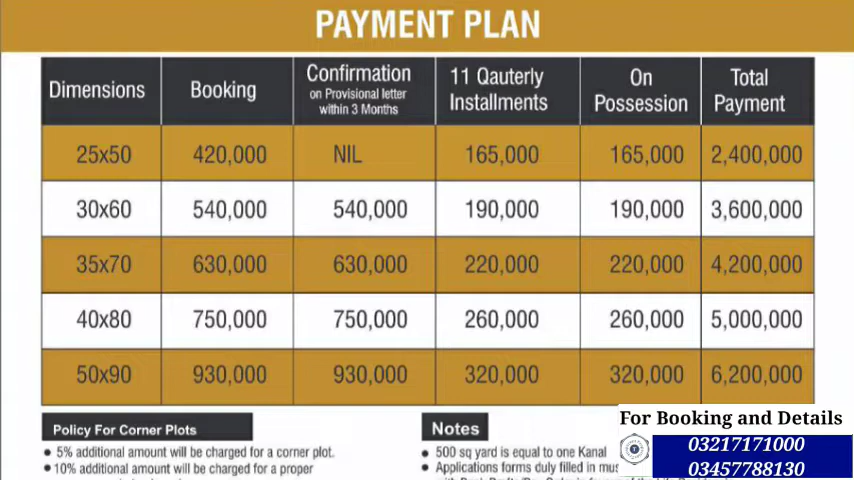 PAYMENT PLAN
Dimensions Booking Confirmation on Provisional letter within 3 Months 11 Qauterly Installments On Possession Total Payment
25x50 420,000 NIL 165,000 165,000 2,400,000
30x60 540,000 540,000 190,000 190,000 3,600,000
35x70 630,000 630,000 220,000 220,000 4,200,000
40x80 750,000 750,000 260,000 260,000 5,000,000
50x90 930,000 930,000 320,000 320,000 6,200,000
Policy For Corner Plots
• 5% additional amount will be charged for a corner plot.
• 10% additional amount will be charged for a proper
Notes
• 500 sq yard is equal to one Kanal
• Applications forms duly filled in
For Booking and Details
03217171000
03457788130